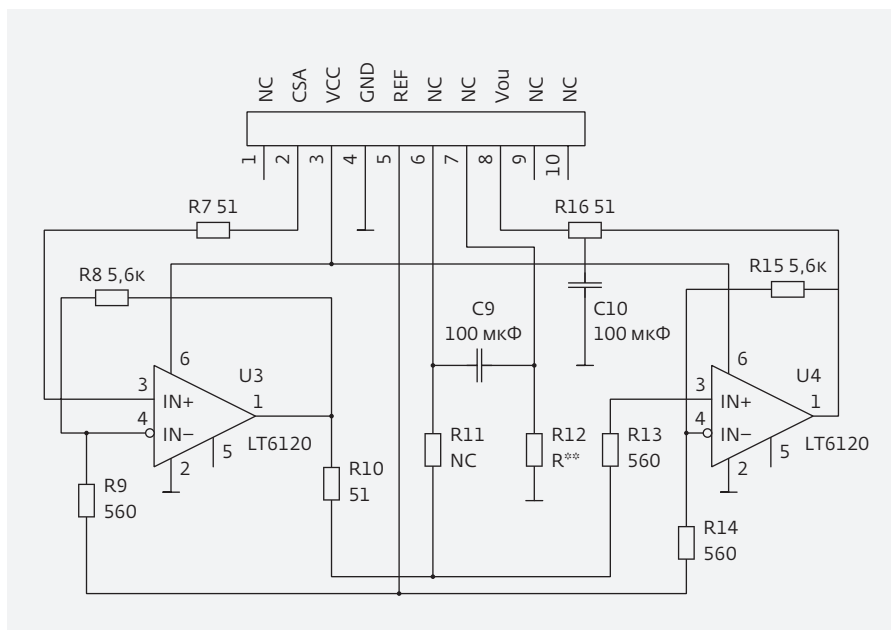 NC
CSA
VCC
GND
REF
NC
NC
Vou
NC
NC
1
2
3
4
5
6
7
8
9
10
R7 51
R16 51
R8 5,6к
R15 5,6к
C9
100 мкФ
C10
100 мкФ
6
U3
3
IN+
1
4
IN−
5
LT6120
2
R9
560
R10
51
R11
NC
R12
R**
R13
560
6
U4
3
IN+
1
4
IN−
5
LT6120
2
R14
560